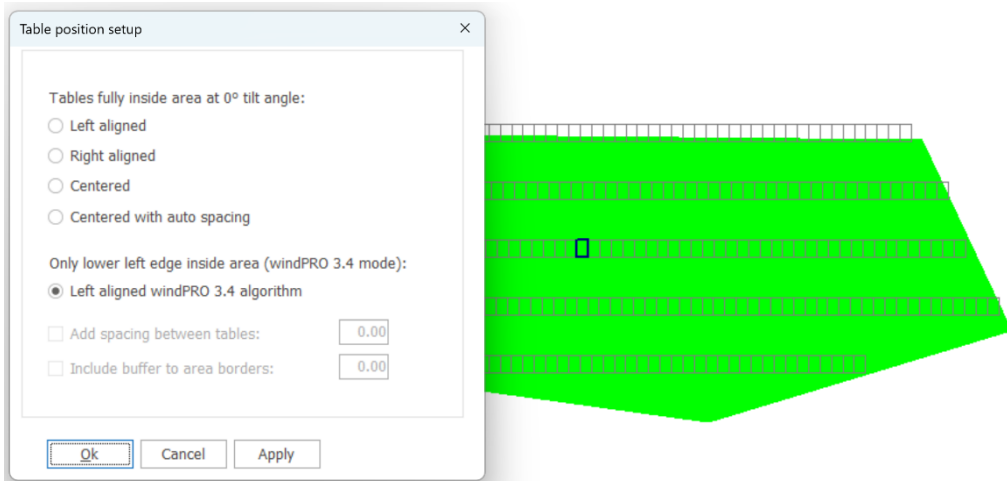 Table position setup
Tables fully inside area at 0º tilt angle:
Left aligned
Right aligned
Centered
Centered with auto spacing
Only lower left edge inside area (windPRO 3.4 mode):
Left aligned windPRO 3.4 algorithm
Add spacing between tables: 0.00
Include buffer to area borders: 0.00
Ok Cancel Apply